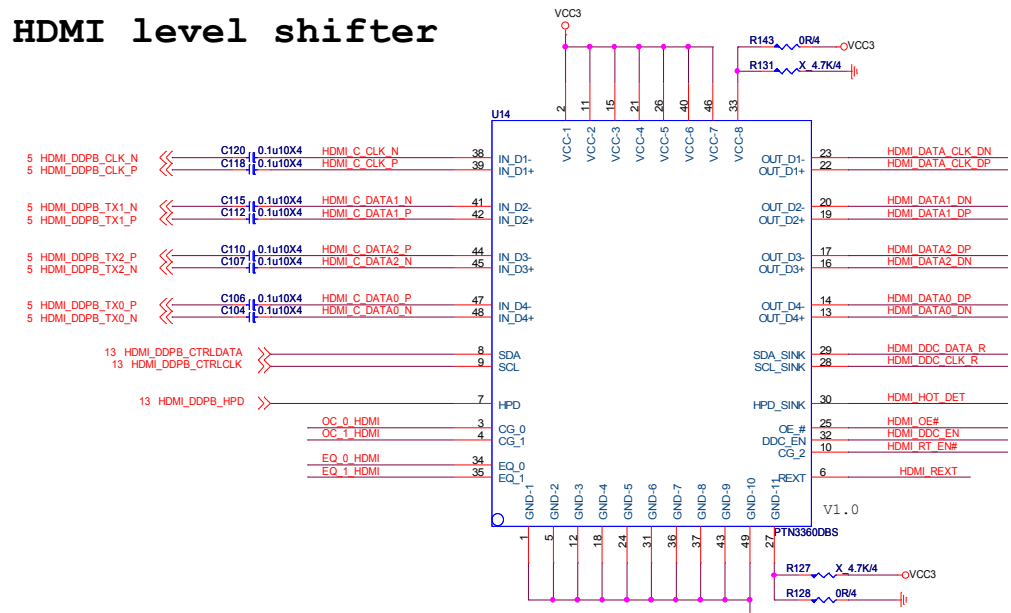 HDMI level shifter
VCC3
R143 0R/4 VCC3
R131 X_4.7K/4
2 11 15 21 26 40 46 33
U14
VCC-1 VCC-2 VCC-3 VCC-4 VCC-5 VCC-6 VCC-7 VCC-8
5 HDMI_DDPB_CLK_N C120 0.1u10X4 HDMI_C_CLK_N 38 IN_D1- OUT_D1- 23 HDMI_DATA_CLK_DN
5 HDMI_DDPB_CLK_P C118 0.1u10X4 HDMI_C_CLK_P 39 IN_D1+ OUT_D1+ 22 HDMI_DATA_CLK_DP
5 HDMI_DDPB_TX1_N C115 0.1u10X4 HDMI_C_DATA1_N 41 IN_D2- OUT_D2- 20 HDMI_DATA1_DN
5 HDMI_DDPB_TX1_P C112 0.1u10X4 HDMI_C_DATA1_P 42 IN_D2+ OUT_D2+ 19 HDMI_DATA1_DP
5 HDMI_DDPB_TX2_P C110 0.1u10X4 HDMI_C_DATA2_P 44 IN_D3- OUT_D3- 17 HDMI_DATA2_DP
5 HDMI_DDPB_TX2_N C107 0.1u10X4 HDMI_C_DATA2_N 45 IN_D3+ OUT_D3+ 16 HDMI_DATA2_DN
5 HDMI_DDPB_TX0_P C106 0.1u10X4 HDMI_C_DATA0_P 47 IN_D4- OUT_D4- 14 HDMI_DATA0_DP
5 HDMI_DDPB_TX0_N C104 0.1u10X4 HDMI_C_DATA0_N 48 IN_D4+ OUT_D4+ 13 HDMI_DATA0_DN
13 HDMI_DDPB_CTRLDATA 8 SDA SDA_SINK 29 HDMI_DDC_DATA_R
13 HDMI_DDPB_CTRLCLK 9 SCL SCL_SINK 28 HDMI_DDC_CLK_R
13 HDMI_DDPB_HPD 7 HPD HPD_SINK 30 HDMI_HOT_DET
OC_0_HDMI 3 CG_0 OE_# 25 HDMI_OE#
OC_1_HDMI 4 CG_1 DDC_EN 32 HDMI_DDC_EN
CG_2 10 HDMI_RT_EN#
EQ_0_HDMI 34 EQ_0
EQ_1_HDMI 35 EQ_1 REXT 6 HDMI_REXT
GND-1 GND-2 GND-3 GND-4 GND-5 GND-6 GND-7 GND-8 GND-9 GND-10 GND-11
V1.0
PTN3360DBS
1 5 12 18 24 31 36 37 43 49 27
R127 X_4.7K/4 VCC3
R128 0R/4